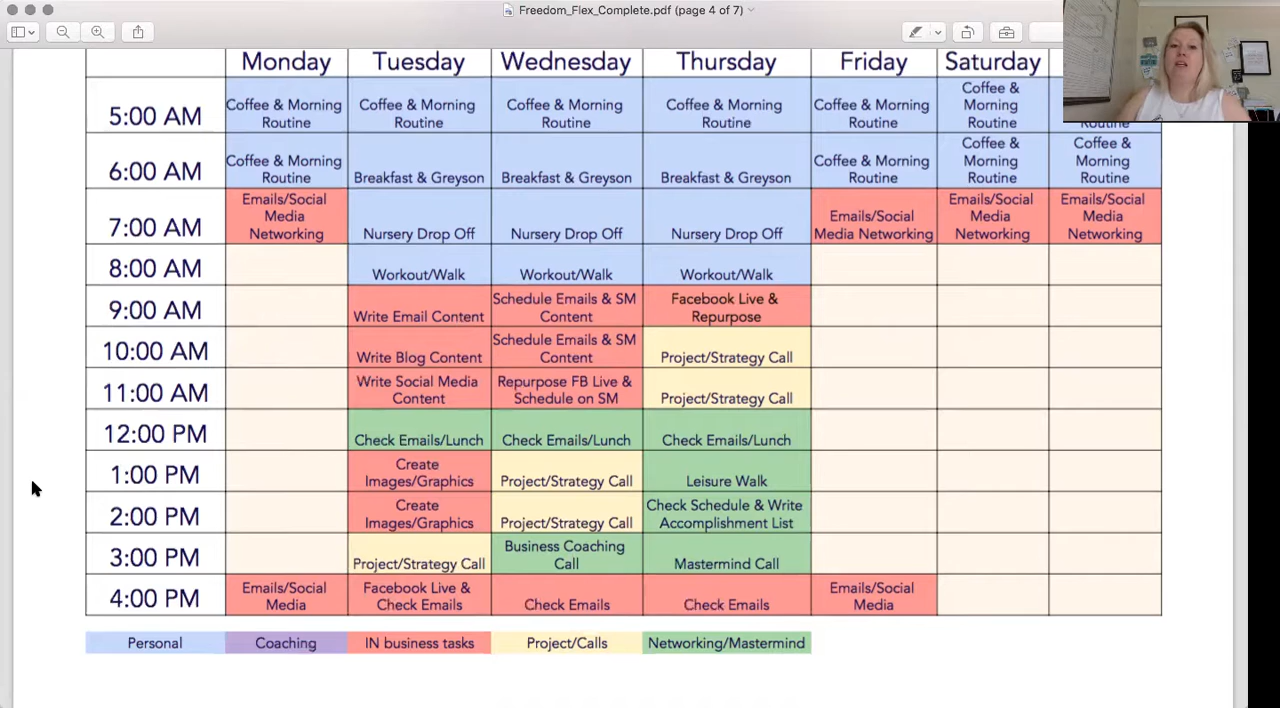 Freedom_Flex_Complete.pdf (page 4 of 7)
Monday Tuesday Wednesday Thursday Friday Saturday
5:00 AM
Coffee & Morning
Routine
Coffee & Morning
Routine
Coffee & Morning
Routine
Coffee & Morning
Routine
Coffee & Morning
Routine
Coffee &
Morning
Routine
Routine
6:00 AM
Coffee & Morning
Routine
Breakfast & Greyson
Breakfast & Greyson
Breakfast & Greyson
Coffee & Morning
Routine
Coffee &
Morning
Routine
Coffee &
Morning
Routine
7:00 AM
Emails/Social
Media
Networking
Nursery Drop Off
Nursery Drop Off
Nursery Drop Off
Emails/Social
Media Networking
Emails/Social
Media
Networking
Emails/Social
Media
Networking
8:00 AM
Workout/Walk
Workout/Walk
Workout/Walk
9:00 AM
Write Email Content
Schedule Emails & SM
Content
Facebook Live &
Repurpose
10:00 AM
Write Blog Content
Schedule Emails & SM
Content
Project/Strategy Call
11:00 AM
Write Social Media
Content
Repurpose FB Live &
Schedule on SM
Project/Strategy Call
12:00 PM
Check Emails/Lunch
Check Emails/Lunch
Check Emails/Lunch
1:00 PM
Create
Images/Graphics
Project/Strategy Call
Leisure Walk
2:00 PM
Create
Images/Graphics
Project/Strategy Call
Check Schedule & Write
Accomplishment List
3:00 PM
Project/Strategy Call
Business Coaching
Call
Mastermind Call
4:00 PM
Emails/Social
Media
Facebook Live &
Check Emails
Check Emails
Check Emails
Emails/Social
Media
Personal Coaching IN business tasks Project/Calls Networking/Mastermind